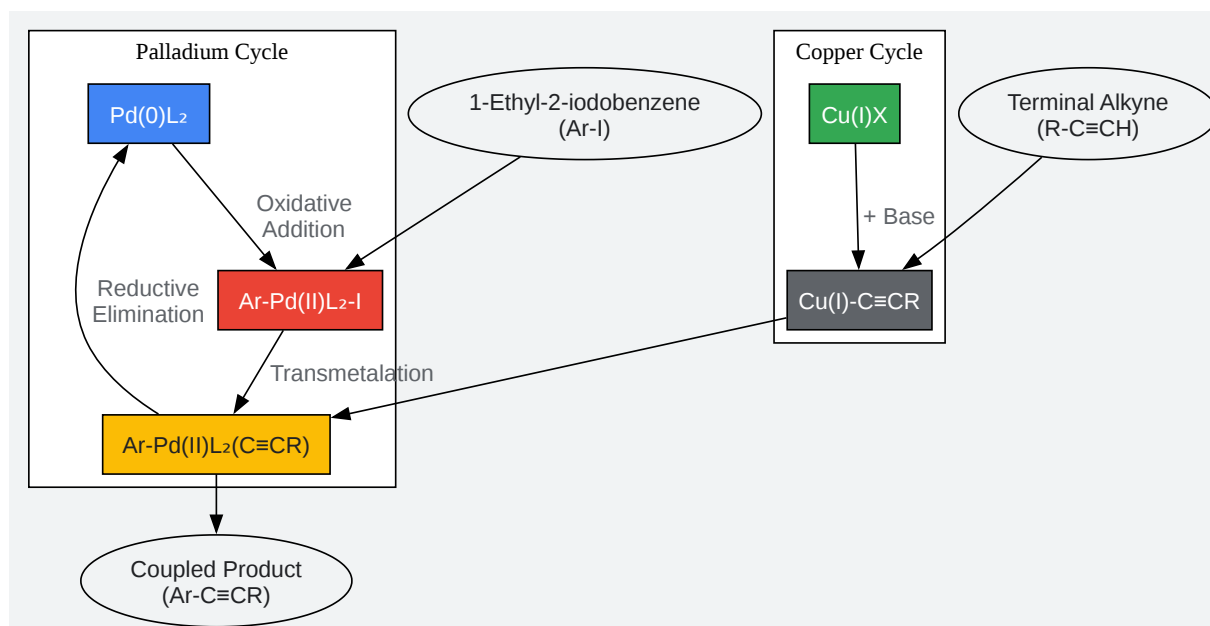 Palladium Cycle
Copper Cycle
Pd(0)L₂
1-Ethyl-2-iodobenzene
(Ar-I)
Cu(I)X
Terminal Alkyne
(R-C≡CH)
Oxidative
Addition
+ Base
Reductive
Elimination
Ar-Pd(II)L₂-I
Cu(I)-C≡CR
Transmetalation
Ar-Pd(II)L₂(C≡CR)
Coupled Product
(Ar-C≡CR)